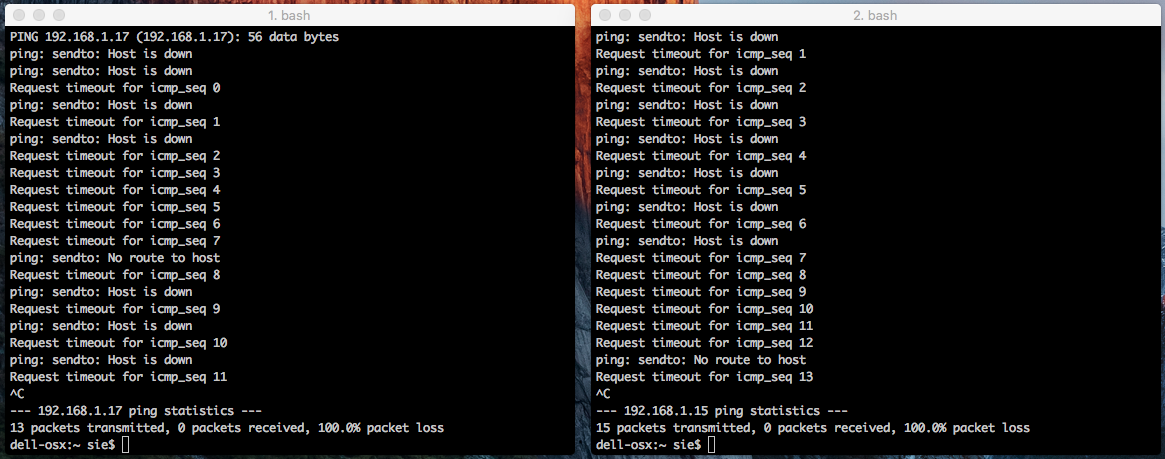 1. bash
PING 192.168.1.17 (192.168.1.17): 56 data bytes
ping: sendto: Host is down
ping: sendto: Host is down
Request timeout for icmp_seq 0
ping: sendto: Host is down
Request timeout for icmp_seq 1
ping: sendto: Host is down
Request timeout for icmp_seq 2
Request timeout for icmp_seq 3
Request timeout for icmp_seq 4
Request timeout for icmp_seq 5
Request timeout for icmp_seq 6
Request timeout for icmp_seq 7
ping: sendto: No route to host
Request timeout for icmp_seq 8
ping: sendto: Host is down
Request timeout for icmp_seq 9
ping: sendto: Host is down
Request timeout for icmp_seq 10
ping: sendto: Host is down
Request timeout for icmp_seq 11
^C
--- 192.168.1.17 ping statistics ---
13 packets transmitted, 0 packets received, 100.0% packet loss
dell-osx:~ sie$
2. bash
ping: sendto: Host is down
Request timeout for icmp_seq 1
ping: sendto: Host is down
Request timeout for icmp_seq 2
ping: sendto: Host is down
Request timeout for icmp_seq 3
ping: sendto: Host is down
Request timeout for icmp_seq 4
ping: sendto: Host is down
Request timeout for icmp_seq 5
ping: sendto: Host is down
Request timeout for icmp_seq 6
ping: sendto: Host is down
Request timeout for icmp_seq 7
Request timeout for icmp_seq 8
Request timeout for icmp_seq 9
Request timeout for icmp_seq 10
Request timeout for icmp_seq 11
Request timeout for icmp_seq 12
ping: sendto: No route to host
Request timeout for icmp_seq 13
^C
--- 192.168.1.15 ping statistics ---
15 packets transmitted, 0 packets received, 100.0% packet loss
dell-osx:~ sie$